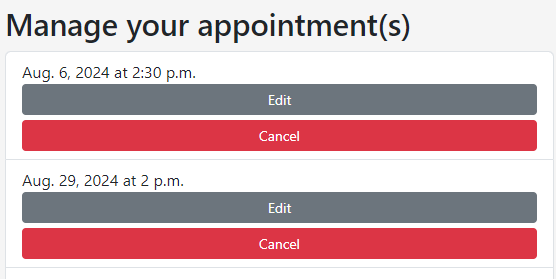 Manage your appointment(s)
Aug. 6, 2024 at 2:30 p.m.
Edit
Cancel
Aug. 29, 2024 at 2 p.m.
Edit
Cancel